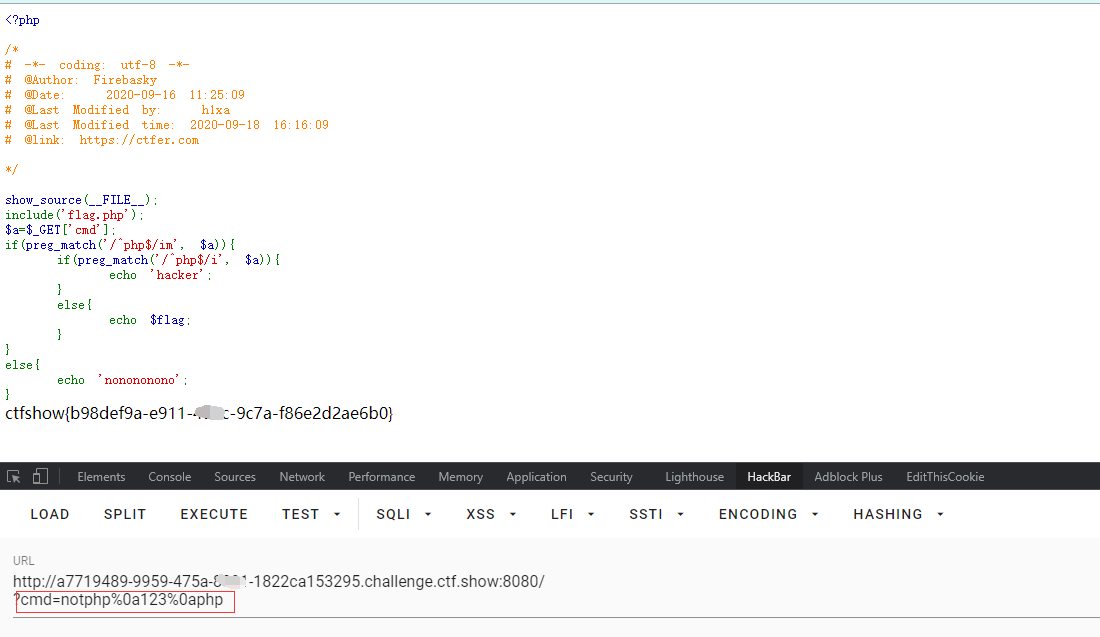 <?php
/*
# -*- coding: utf-8 -*-
# @Author: Firebasky
# @Date: 2020-09-16 11:25:09
# @Last Modified by: h1xa
# @Last Modified time: 2020-09-18 16:16:09
# @link: https://ctfer.com
*/
show_source(__FILE__);
include('flag.php');
$a=$_GET['cmd'];
if(preg_match('/^php$/im', $a)){
if(preg_match('/^php$/i', $a)){
echo 'hacker';
}
else{
echo $flag;
}
}
else{
echo 'nonononono';
}
ctfshow{b98def9a-e911- -9c7a-f86e2d2ae6b0}
Elements Console Sources Network Performance Memory Application Security Lighthouse HackBar Adblock Plus EditThisCookie
LOAD SPLIT EXECUTE TEST SQLI XSS LFI SSTI ENCODING HASHING
URL
http://a7719489-9959-475a- -1822ca153295.challenge.ctf.show:8080/
?cmd=notphp%0a123%0aphp